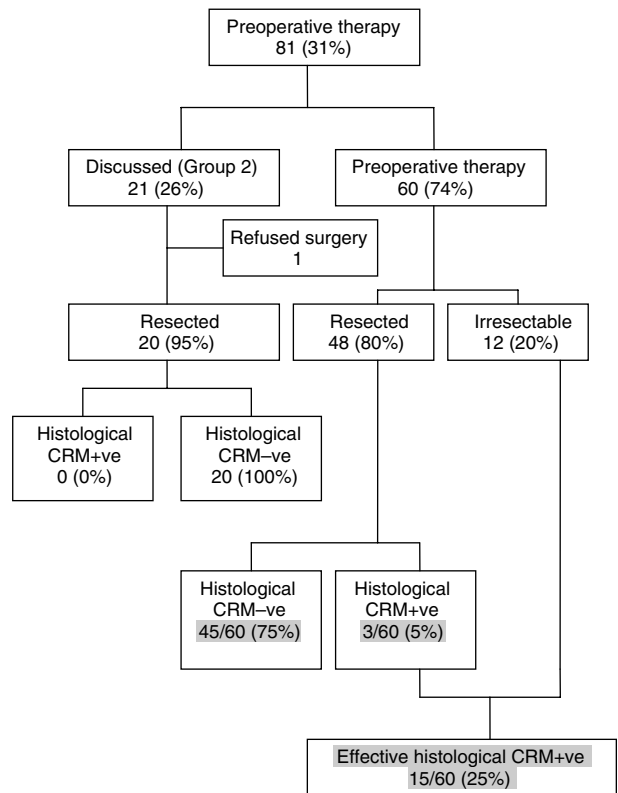 Preoperative therapy
81 (31%)
Discussed (Group 2)
21 (26%)
Preoperative therapy
60 (74%)
Refused surgery
1
Resected
20 (95%)
Resected
48 (80%)
Irresectable
12 (20%)
Histological
CRM+ve
0 (0%)
Histological
CRM–ve
20 (100%)
Histological
CRM–ve
45/60 (75%)
Histological
CRM+ve
3/60 (5%)
Effective histological CRM+ve
15/60 (25%)